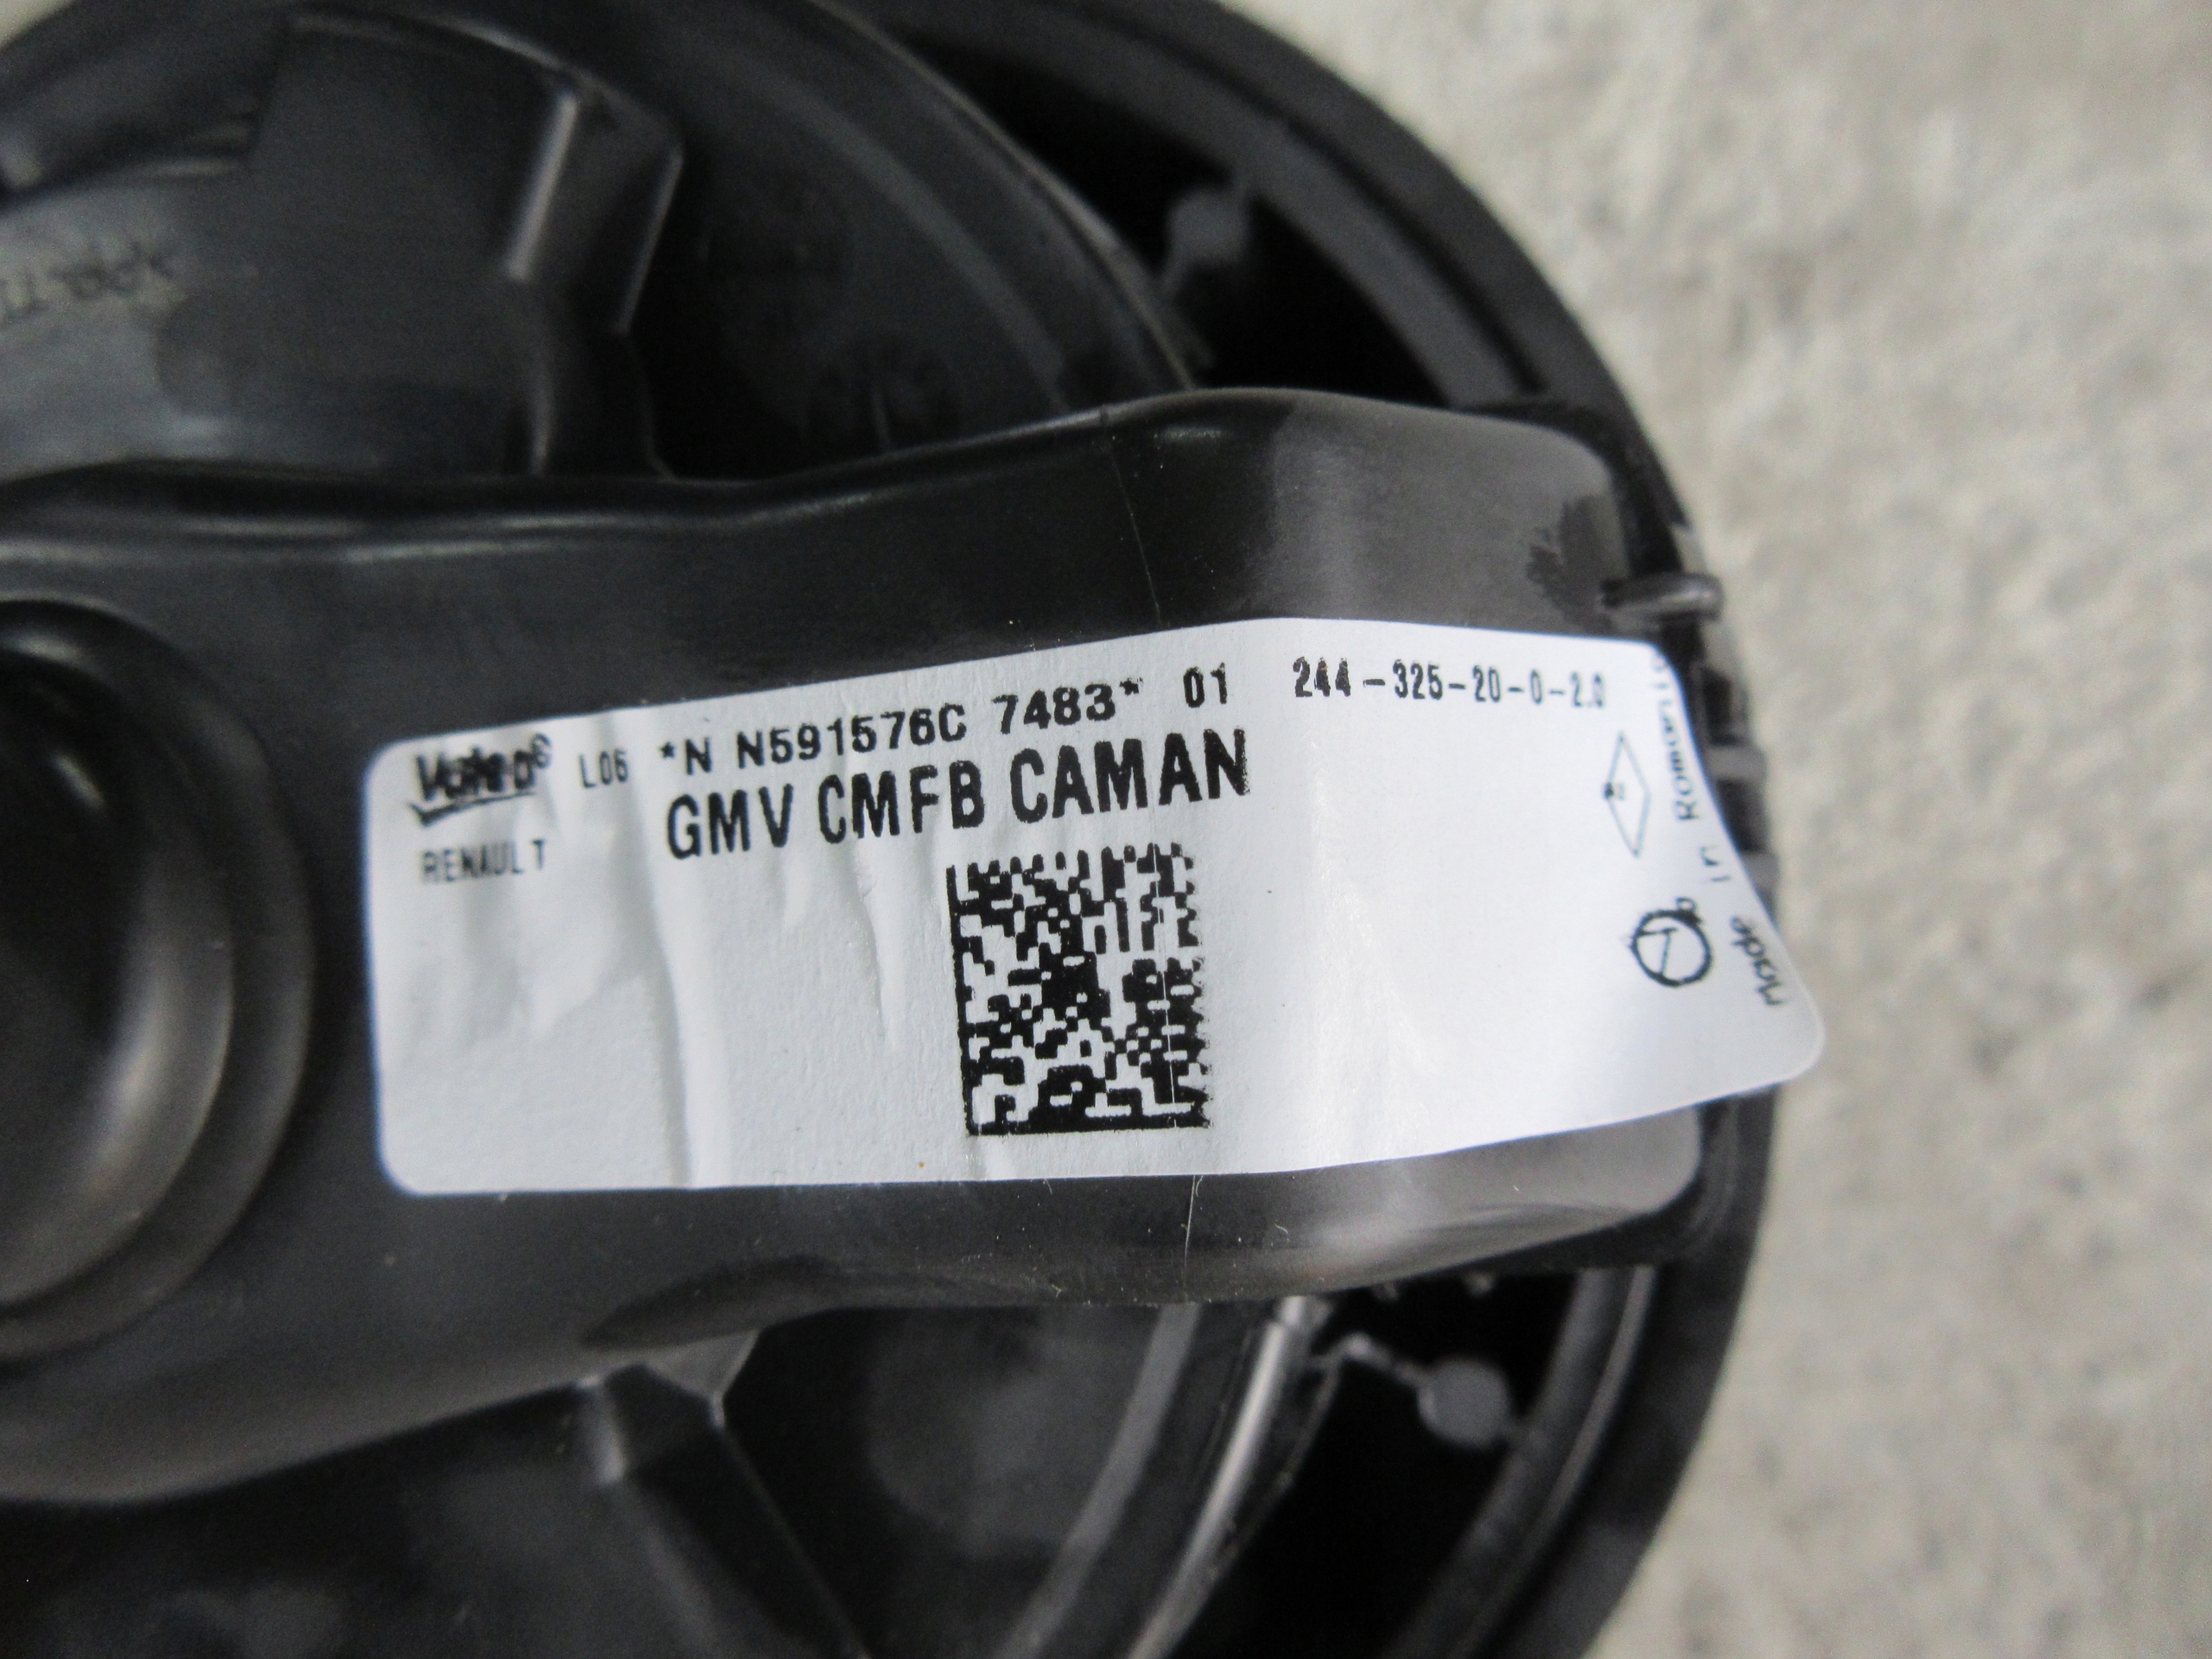 Valeo® L06 *N N591576C 7483* 01 244-325-20-0-2.0
RENAULT GMV CMFB CAMAN
Made in Romania